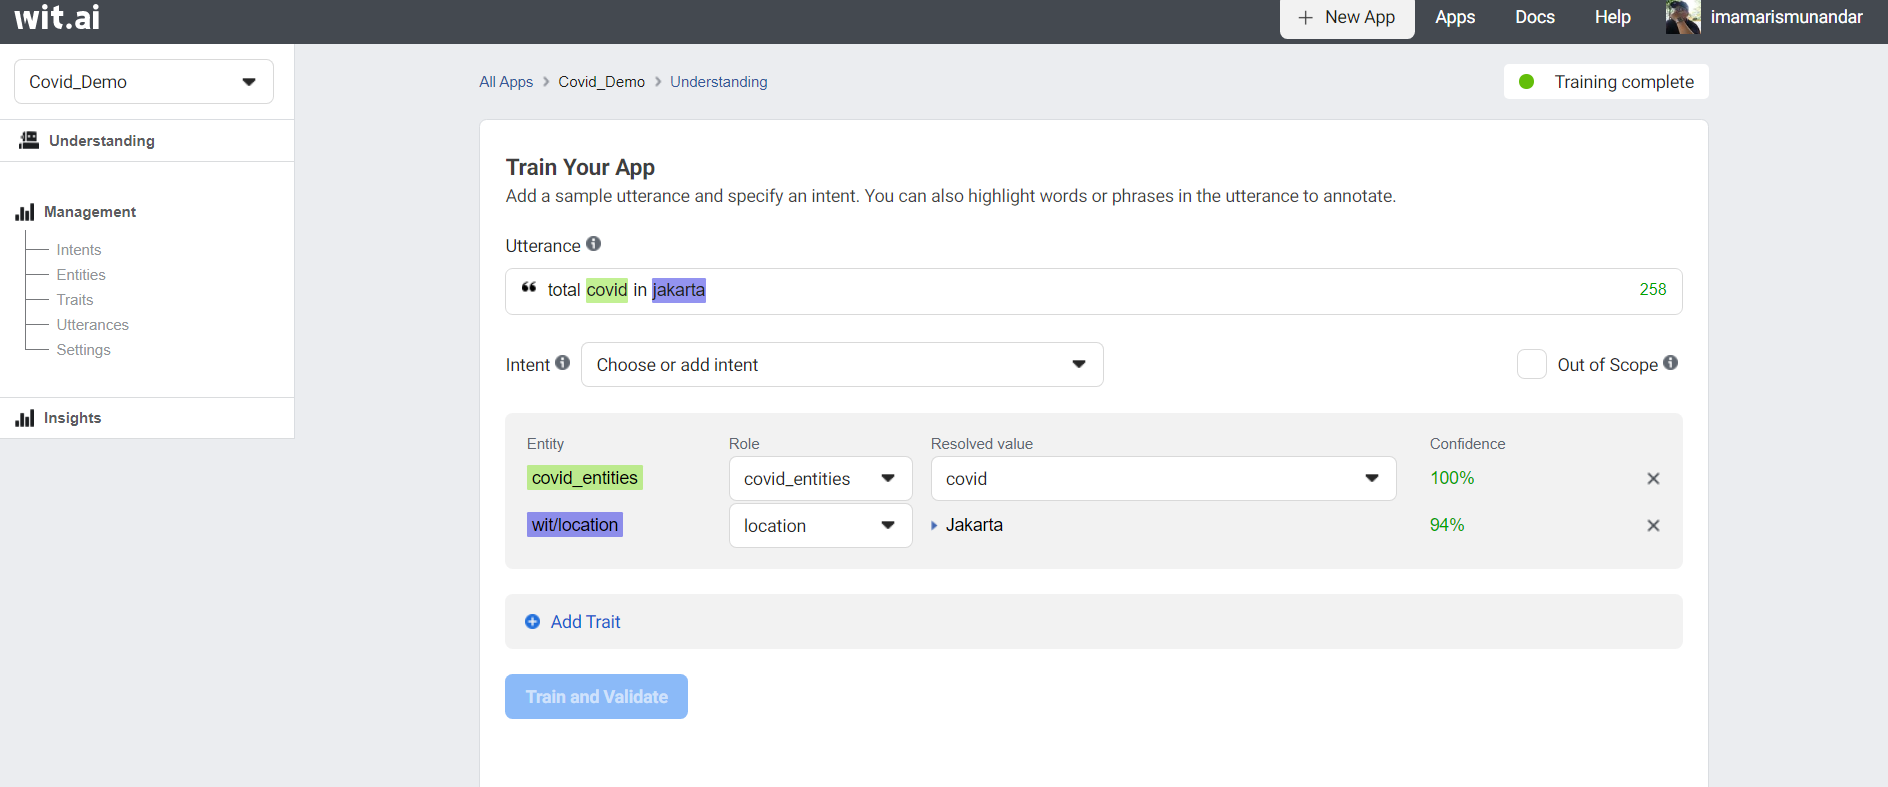 wit.ai
+ New App Apps Docs Help imamarismunandar
Covid_Demo
All Apps > Covid_Demo > Understanding
Training complete
Understanding
Management
Intents
Entities
Traits
Utterances
Settings
Insights
Train Your App
Add a sample utterance and specify an intent. You can also highlight words or phrases in the utterance to annotate.
Utterance
❝ total covid in jakarta 258
Intent Choose or add intent Out of Scope
Entity Role Resolved value Confidence
covid_entities covid_entities covid 100%
wit/location location Jakarta 94%
Add Trait
Train and Validate